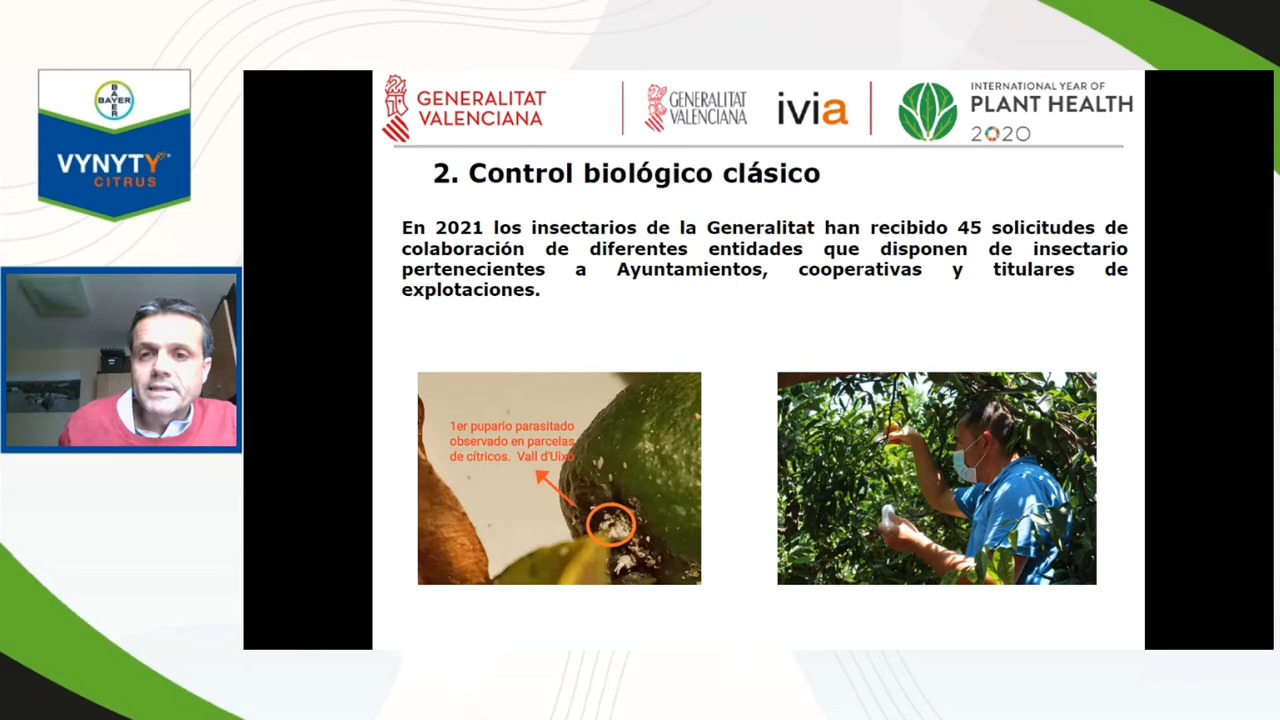 BAYER
BAYER
VYNYTY
CITRUS
GENERALITAT
VALENCIANA
GENERALITAT
VALENCIANA
ivia
INTERNATIONAL YEAR OF
PLANT HEALTH
2020
2. Control biológico clásico
En 2021 los insectarios de la Generalitat han recibido 45 solicitudes de
colaboración de diferentes entidades que disponen de insectario
pertenecientes a Ayuntamientos, cooperativas y titulares de
explotaciones.
1er pupario parasitado
observado en parcelas
de cítricos. Vall d'Uixó